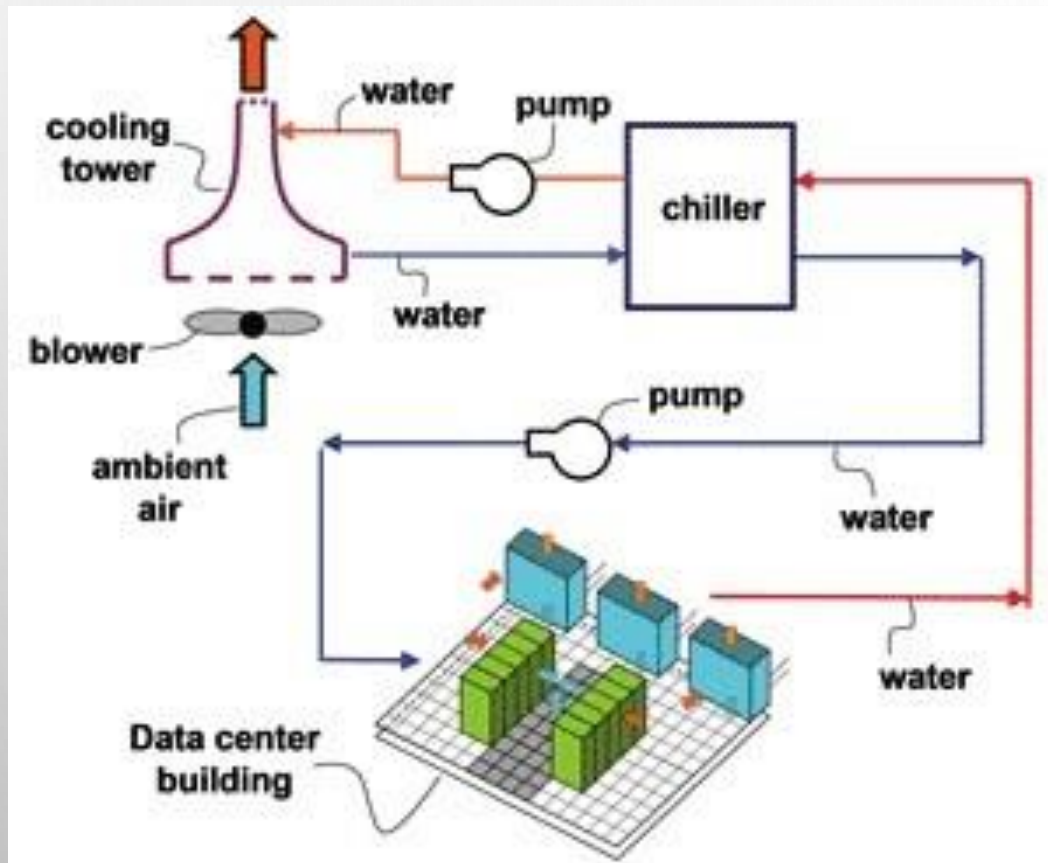 water
pump
cooling
tower
chiller
water
blower
pump
ambient
air
water
water
Data center
building